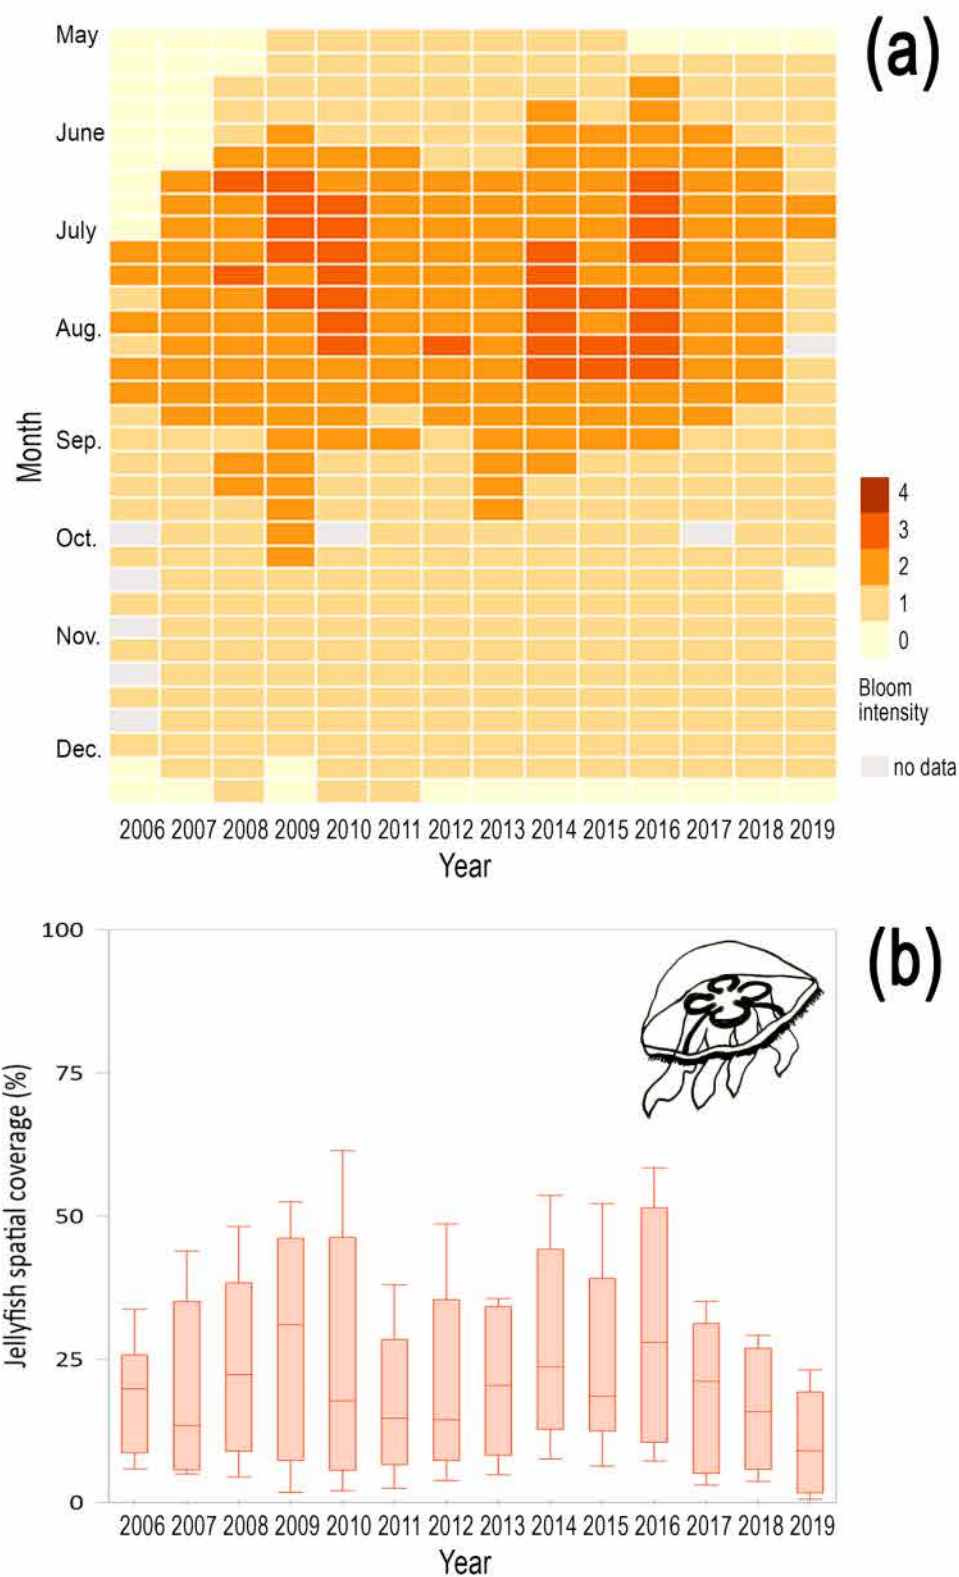 (a)
May
June
July
Aug.
Sep.
Oct.
Nov.
Dec.
Month
4
3
2
1
0
Bloom
intensity
no data
2006 2007 2008 2009 2010 2011 2012 2013 2014 2015 2016 2017 2018 2019
Year
(b)
100
75
50
25
0
Jellyfish spatial coverage (%)
2006 2007 2008 2009 2010 2011 2012 2013 2014 2015 2016 2017 2018 2019
Year